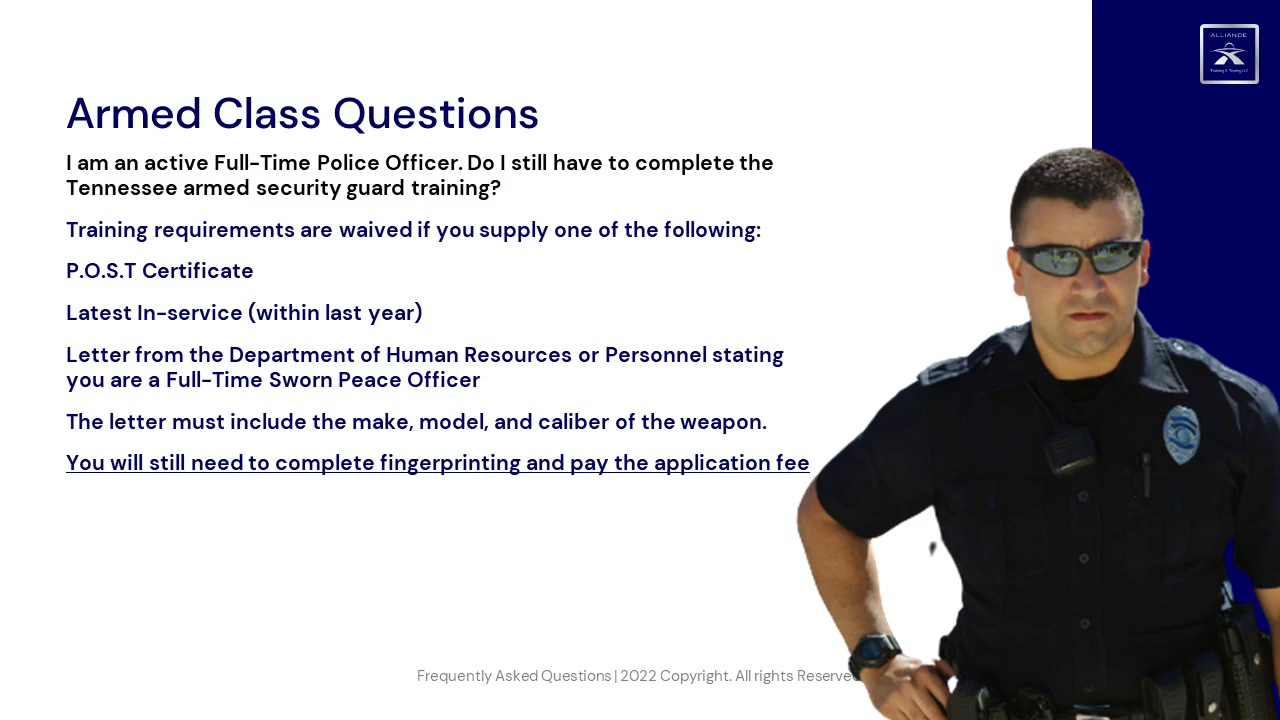 ALLIANCE
Training & Testing LLC
Armed Class Questions
I am an active Full-Time Police Officer. Do I still have to complete the
Tennessee armed security guard training?
Training requirements are waived if you supply one of the following:
P.O.S.T Certificate
Latest In-service (within last year)
Letter from the Department of Human Resources or Personnel stating
you are a Full-Time Sworn Peace Officer
The letter must include the make, model, and caliber of the weapon.
You will still need to complete fingerprinting and pay the application fee
Frequently Asked Questions | 2022 Copyright. All rights Reserve